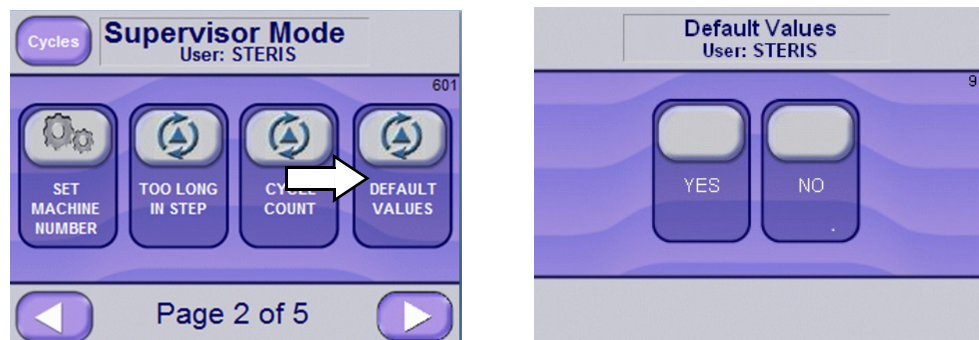 Cycles
Supervisor Mode
User: STERIS
601
SET
MACHINE
NUMBER
TOO LONG
IN STEP
CYCLE
COUNT
DEFAULT
VALUES
Page 2 of 5
Default Values
User: STERIS
9
YES
NO